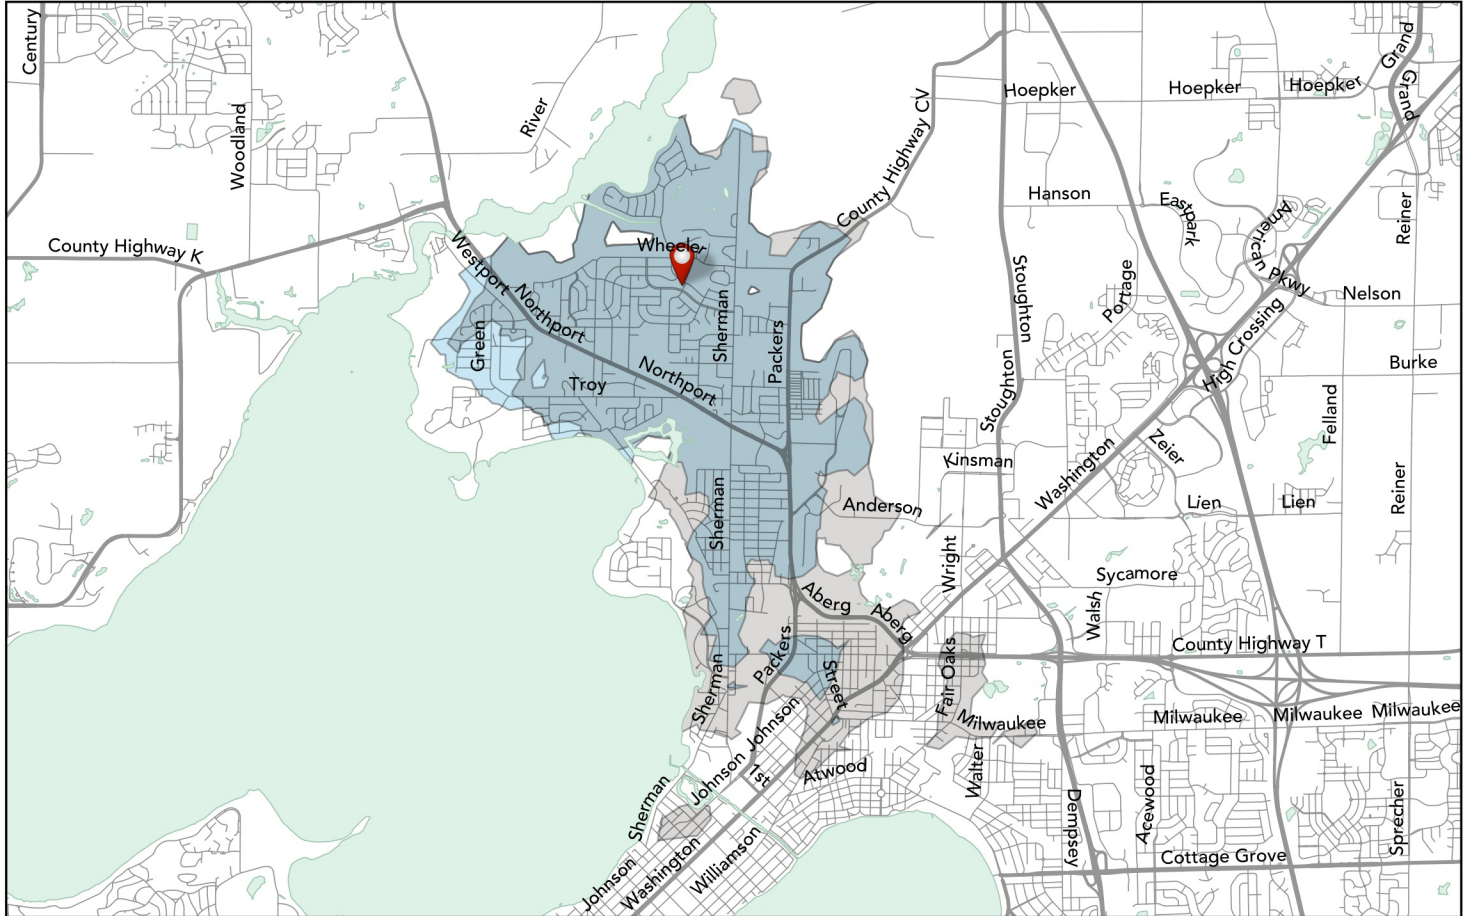 Century
Woodland
River
County Highway CV
Hoepker
Hoepker
Hoepker
Grand
Grand
County Highway K
Westport
Northport
Wheeler
Hanson
Eastpark
American Pkwy
Reiner
Green
Troy
Northport
Sherman
Packers
Stoughton
Portage
Nelson
High Crossing
Burke
Stoughton
Felland
Kinsman
Washington
Zeier
Sherman
Anderson
Lien
Lien
Reiner
Wright
Sycamore
Walsh
Aberg
Aberg
County Highway T
Sherman
Packers
Street
Fair Oaks
Milwaukee
Milwaukee
Milwaukee
Milwaukee
Johnson
Johnson
1st
Atwood
Walter
Sherman
Dempsey
Acewood
Sprecher
Cottage Grove
Johnson
Washington
Williamson